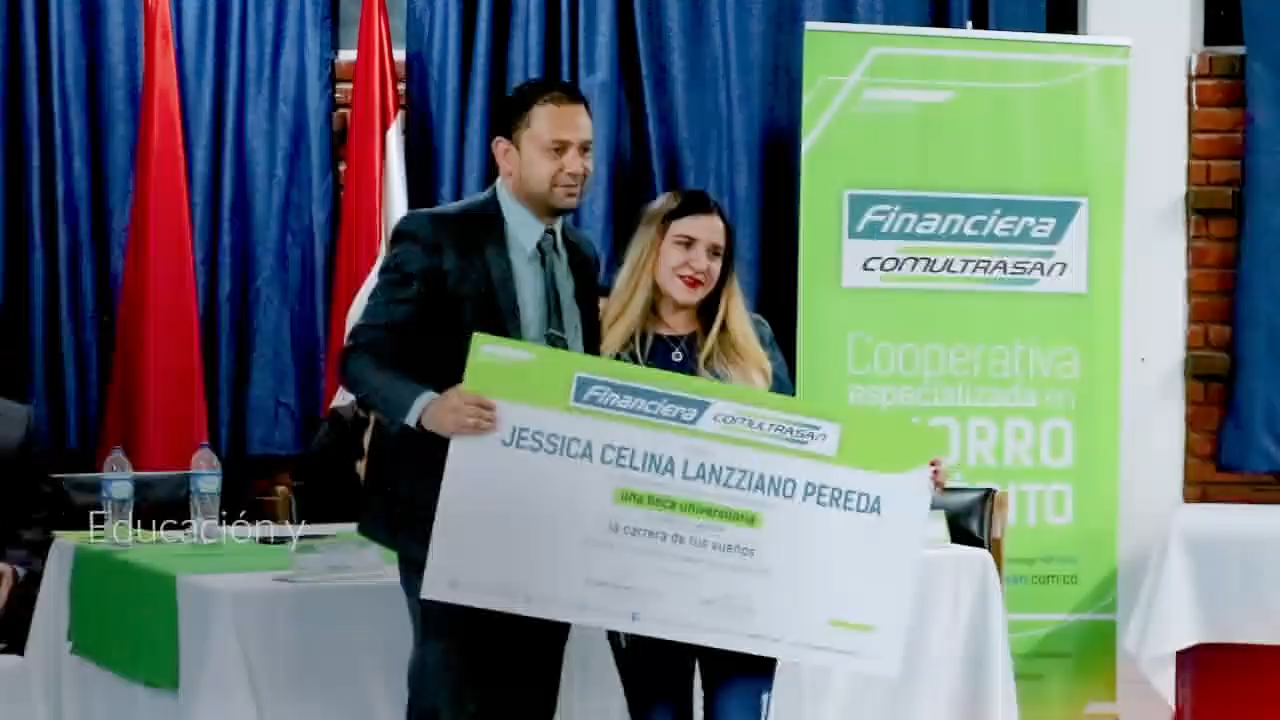 Financiera
COMULTRASAN
Cooperativa
especializada en
ORRO
ITO
.com.co
Financiera COMULTRASAN
JESSICA CELINA LANZZIANO PEREDA
una beca universitaria
la carrera de tus sueños
Educación y